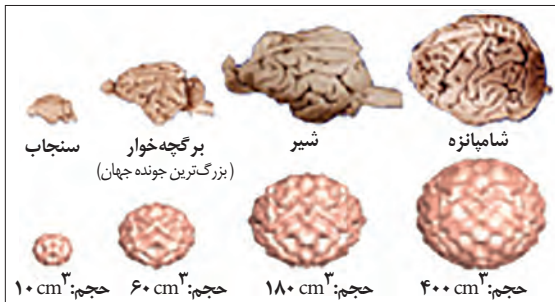 شامپانزه
شیر
برگچه‌خوار
(بزرگ‌ترین جونده جهان)
سنجاب
حجم: ۴۰۰ cm³
حجم: ۱۸۰ cm³
حجم: ۶۰ cm³
حجم: ۱۰ cm³